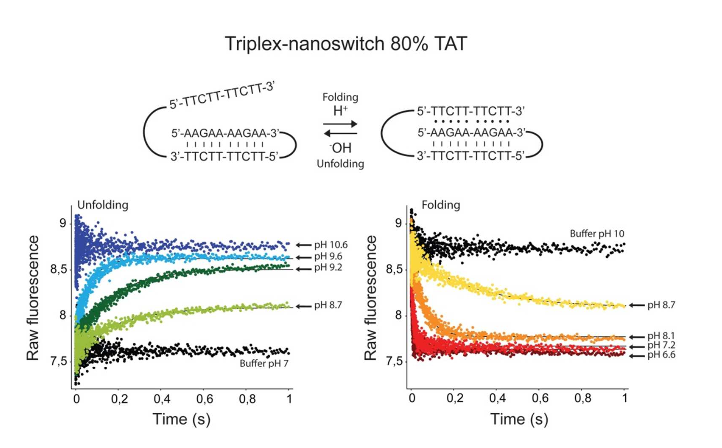 Triplex-nanoswitch 80% TAT
5'-TTCTT-TTCTT-3'
5'-AAGAA-AAGAA-3'
3'-TTCTT-TTCTT-5'
Folding
H⁺
⁻OH
Unfolding
5'-TTCTT-TTCTT-3'
5'-AAGAA-AAGAA-3'
3'-TTCTT-TTCTT-5'
Unfolding
Raw fluorescence
9
8,5
8
7,5
pH 10.6
pH 9.6
pH 9.2
pH 8.7
Buffer pH 7
0
0,2
0,4
0,6
0,8
1
Time (s)
Folding
Raw fluorescence
9
8,5
8
7,5
Buffer pH 10
pH 8.7
pH 8.1
pH 7.2
pH 6.6
0
0,2
0,4
0,6
0,8
1
Time (s)